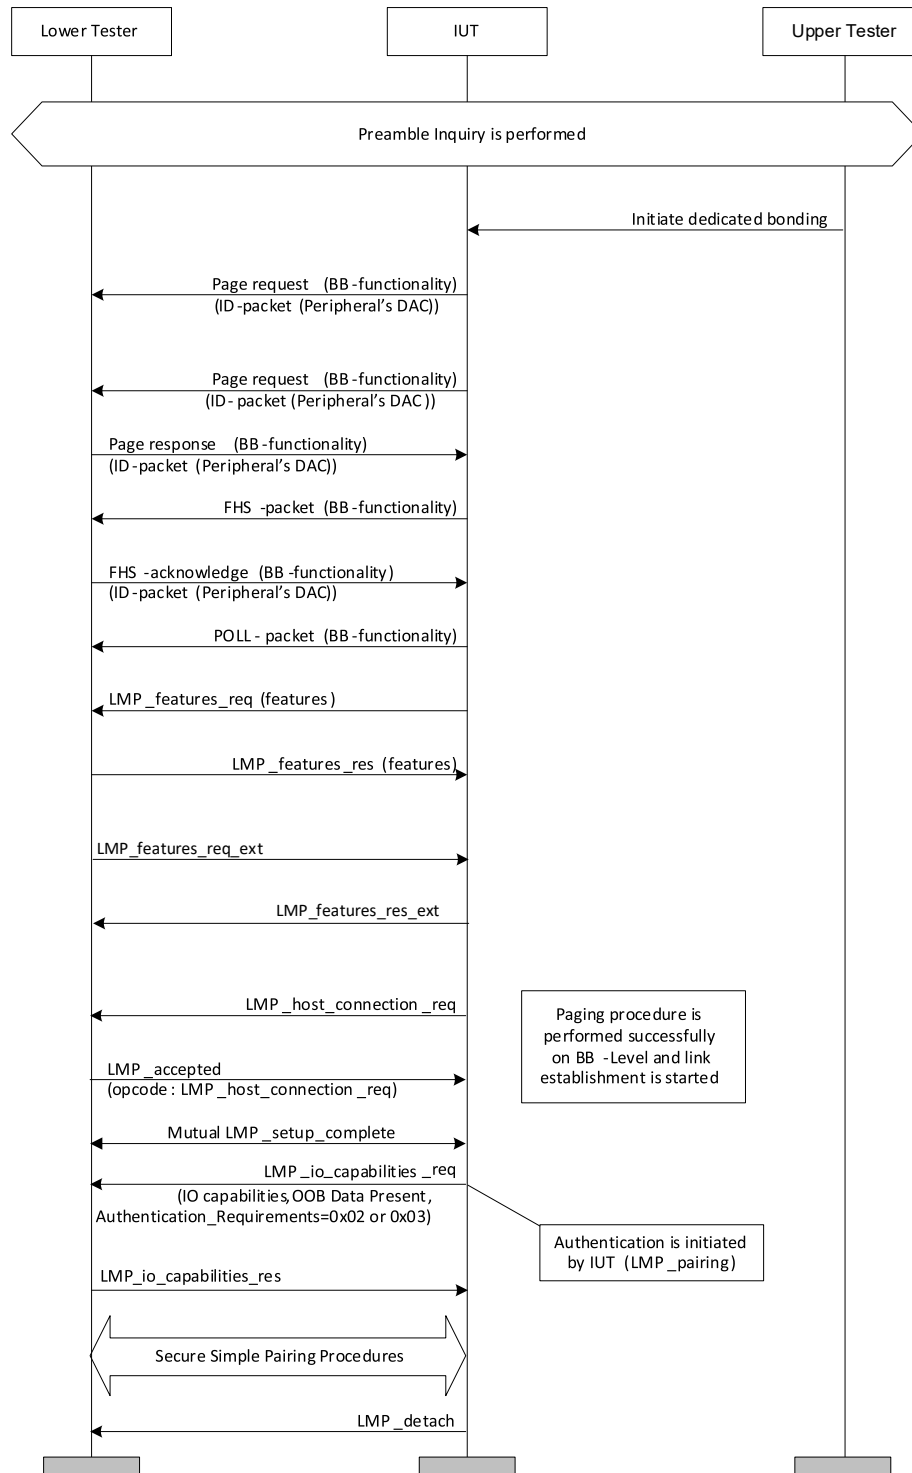 Lower Tester
IUT
Upper Tester
Preamble Inquiry is performed
Initiate dedicated bonding
Page request (BB-functionality)
(ID-packet (Peripheral's DAC))
Page request (BB-functionality)
(ID- packet (Peripheral's DAC ))
Page response (BB-functionality)
(ID-packet (Peripheral's DAC))
FHS -packet (BB-functionality)
FHS -acknowledge (BB-functionality)
(ID-packet (Peripheral's DAC))
POLL- packet (BB-functionality)
LMP_features_req (features)
LMP_features_res (features)
LMP_features_req_ext
LMP_features_res_ext
LMP_host_connection_req
Paging procedure is
performed successfully
on BB -Level and link
establishment is started
LMP_accepted
(opcode: LMP_host_connection_req)
Mutual LMP_setup_complete
LMP_io_capabilities_req
(IO capabilities,OOB Data Present,
Authentication_Requirements=0x02 or 0x03)
Authentication is initiated
by IUT (LMP_pairing)
LMP_io_capabilities_res
Secure Simple Pairing Procedures
LMP_detach